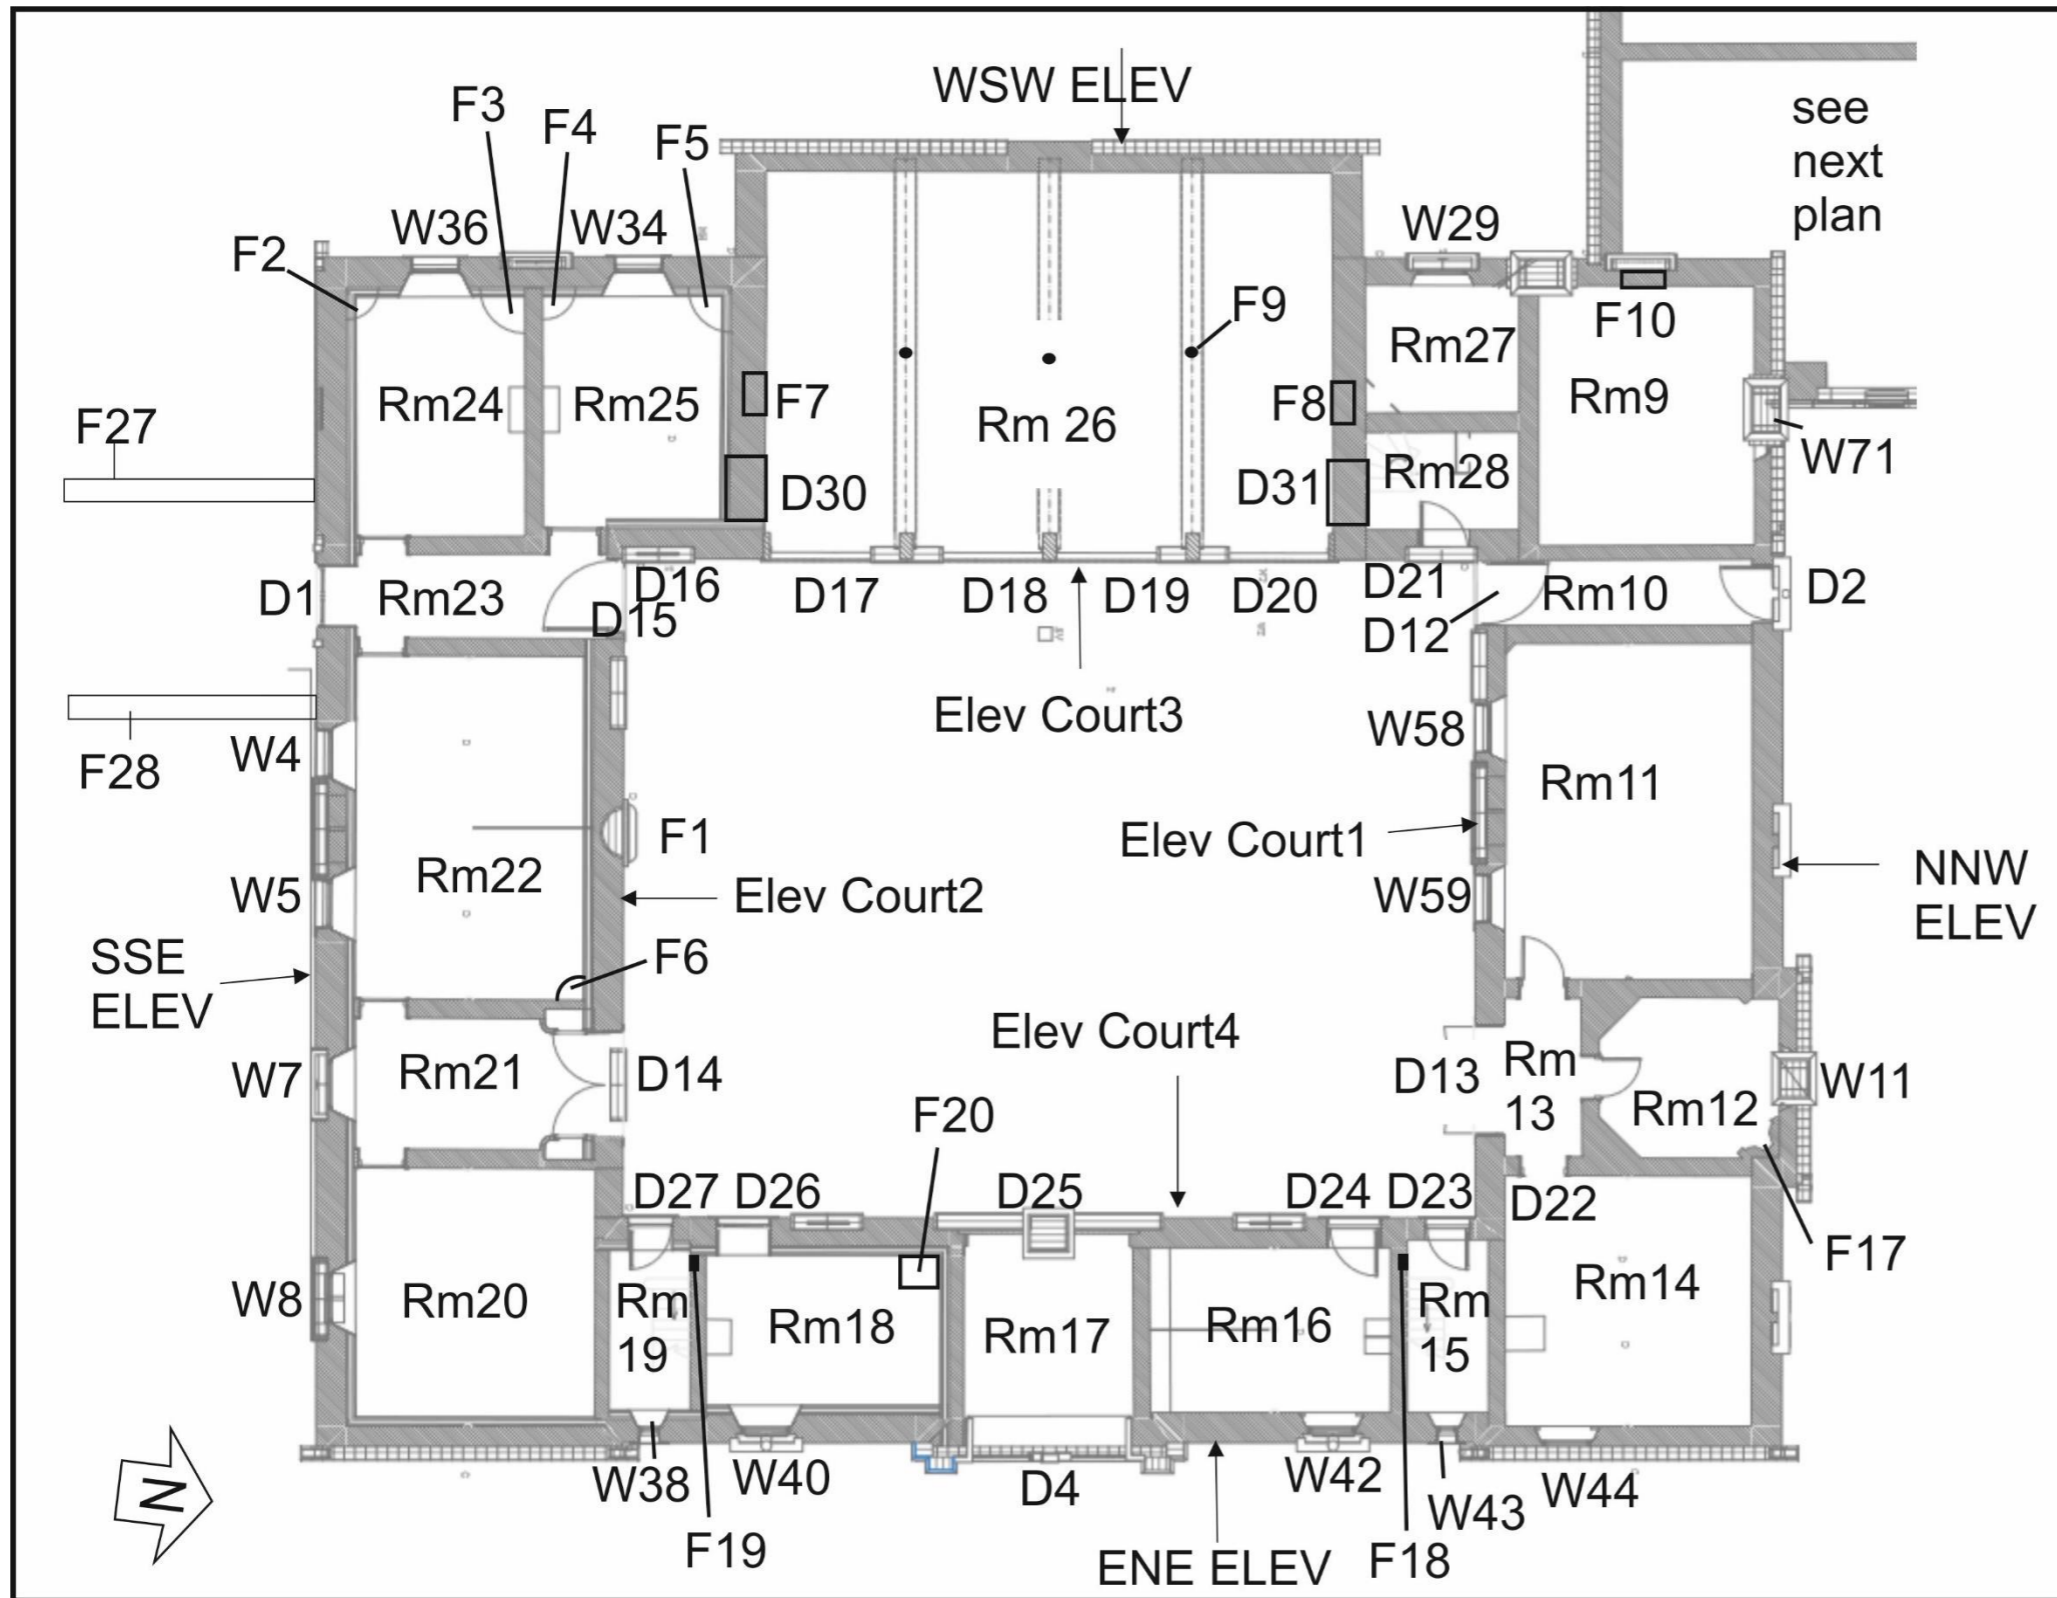 WSW ELEV
see
next
plan
F3
F4
F5
W36
W34
W29
F2
F9
F10
Rm27
Rm9
Rm24
Rm25
F7
F8
Rm 26
F27
W71
Rm28
D30
D31
D1
Rm23
D16
D15
D17
D18
D19
D20
D21
D12
Rm10
D2
Elev Court3
W58
W4
F28
Rm11
F1
Elev Court1
Rm22
NNW
ELEV
W5
Elev Court2
W59
SSE
ELEV
F6
Elev Court4
Rm
13
W7
Rm21
D14
D13
W11
F20
Rm12
D27
D26
D25
D24
D23
D22
F17
W8
Rm20
Rm
19
Rm18
Rm17
Rm16
Rm
15
Rm14
N
W38
W40
D4
W42
W43
W44
F19
ENE ELEV
F18